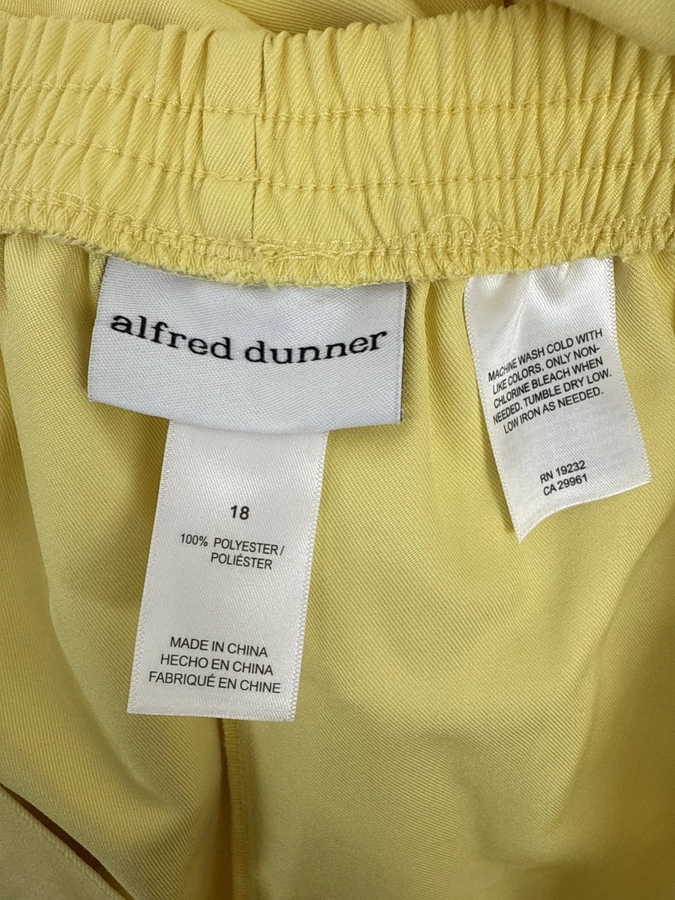 alfred dunner
18
100% POLYESTER /
POLIÉSTER
MADE IN CHINA
HECHO EN CHINA
FABRIQUÉ EN CHINE
MACHINE WASH COLD WITH
LIKE COLORS. ONLY NON-
CHLORINE BLEACH WHEN
NEEDED. TUMBLE DRY LOW.
LOW IRON AS NEEDED.
RN 19232
CA 29961